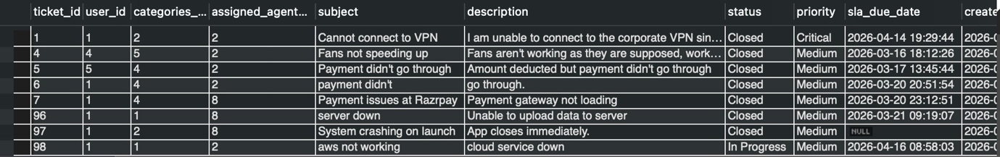 ticket_id user_id categories_... assigned_agent... subject description status priority sla_due_date create
1 1 2 2 Cannot connect to VPN I am unable to connect to the corporate VPN sin... Closed Critical 2026-04-14 19:29:44 2026-0
4 4 5 2 Fans not speeding up Fans aren't working as they are supposed, work... Closed Medium 2026-03-16 18:12:26 2026-0
5 5 4 2 Payment didn't go through Amount deducted but payment didn't go through Closed Medium 2026-03-17 13:45:44 2026-0
6 1 4 2 payment didn't go through. Closed Medium 2026-03-20 20:51:54 2026-0
7 1 4 8 Payment issues at Razrpay Payment gateway not loading Closed Medium 2026-03-20 23:12:51 2026-0
96 1 1 8 server down Unable to upload data to server Closed Medium 2026-03-21 09:19:07 2026-0
97 1 2 8 System crashing on launch App closes immediately. Closed Medium NULL 2026-0
98 1 1 2 aws not working cloud service down In Progress Medium 2026-04-16 08:58:03 2026-0